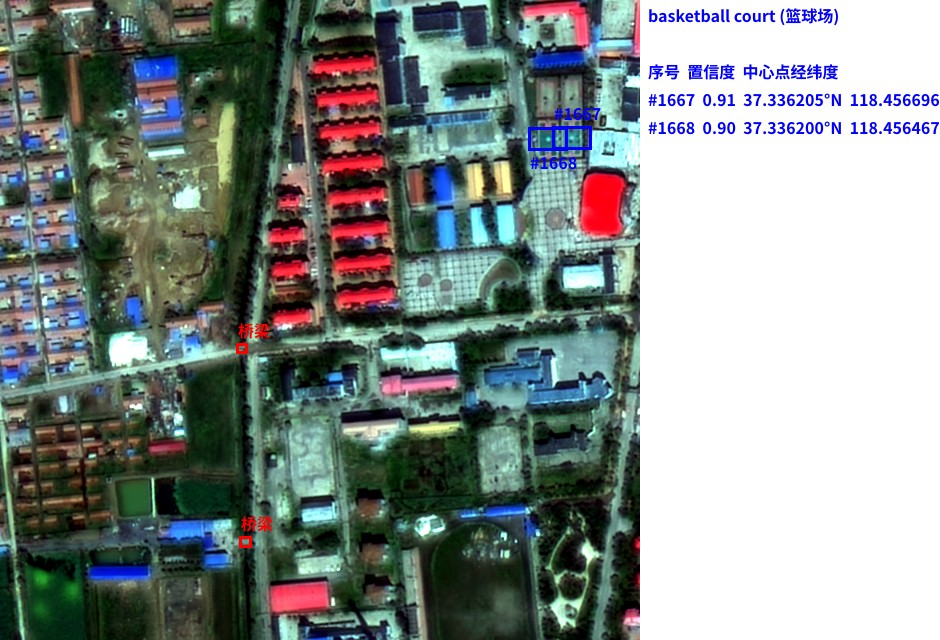 basketball court (篮球场)
序号 置信度 中心点经纬度
#1667 0.91 37.336205°N 118.456696
#1668 0.90 37.336200°N 118.456467
#1667
#1668
桥梁
桥梁